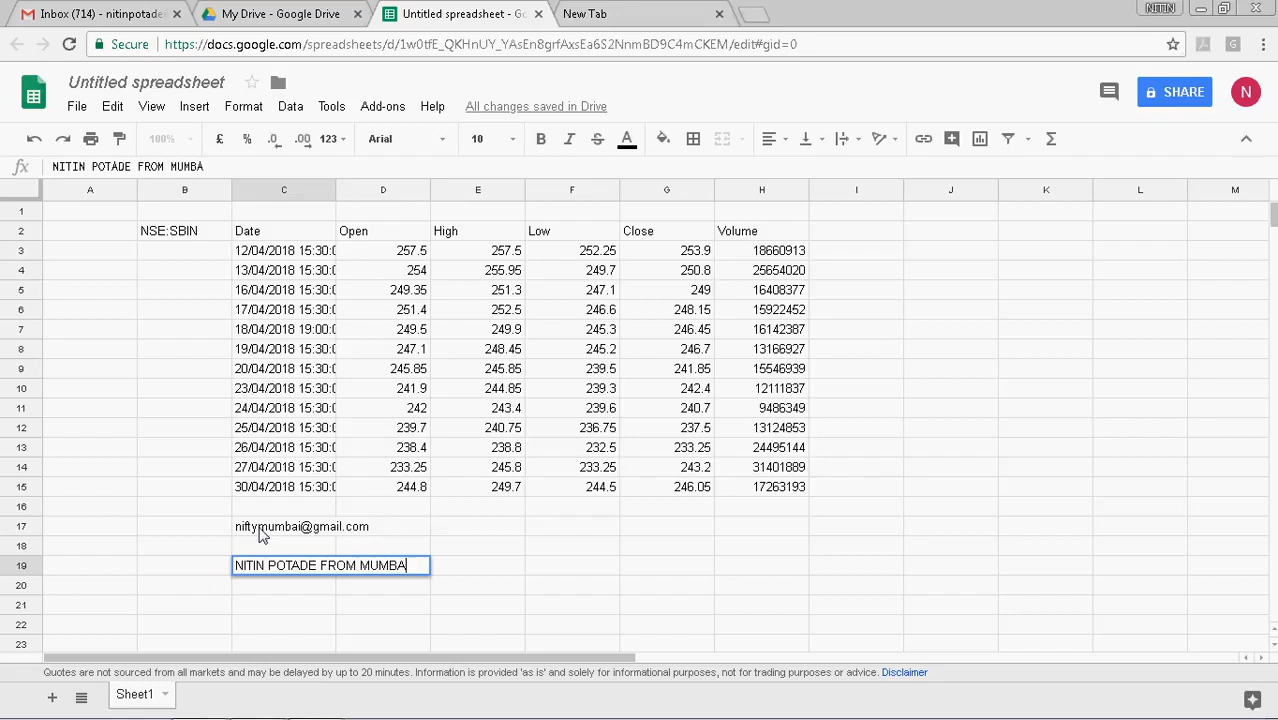 Inbox (714) - nitinpotade
My Drive - Google Drive
Untitled spreadsheet - Go
New Tab
NITIN
Secure
https://docs.google.com/spreadsheets/d/1w0tfE_QKHnUY_YAsEn8grfAxsEa6S2NnmBD9C4mCKEM/edit#gid=0
Untitled spreadsheet
File Edit View Insert Format Data Tools Add-ons Help All changes saved in Drive
SHARE
N
100% £ % .0 .00 123 Arial 10 B I S A Σ
fx NITIN POTADE FROM MUMBA
A B C D E F G H I J K L M
1
2 NSE:SBIN Date Open High Low Close Volume
3 12/04/2018 15:30:0 257.5 257.5 252.25 253.9 18660913
4 13/04/2018 15:30:0 254 255.95 249.7 250.8 25654020
5 16/04/2018 15:30:0 249.35 251.3 247.1 249 16408377
6 17/04/2018 15:30:0 251.4 252.5 246.6 248.15 15922452
7 18/04/2018 19:00:0 249.5 249.9 245.3 246.45 16142387
8 19/04/2018 15:30:0 247.1 248.45 245.2 246.7 13166927
9 20/04/2018 15:30:0 245.85 245.85 239.5 241.85 15546939
10 23/04/2018 15:30:0 241.9 244.85 239.3 242.4 12111837
11 24/04/2018 15:30:0 242 243.4 239.6 240.7 9486349
12 25/04/2018 15:30:0 239.7 240.75 236.75 237.5 13124853
13 26/04/2018 15:30:0 238.4 238.8 232.5 233.25 24495144
14 27/04/2018 15:30:0 233.25 245.8 233.25 243.2 31401889
15 30/04/2018 15:30:0 244.8 249.7 244.5 246.05 17263193
16
17 niftymumbai@gmail.com
18
19 NITIN POTADE FROM MUMBA
20
21
22
23
Quotes are not sourced from all markets and may be delayed by up to 20 minutes. Information is provided 'as is' and solely for informational purposes, not for trading purposes or advice. Disclaimer
Sheet1